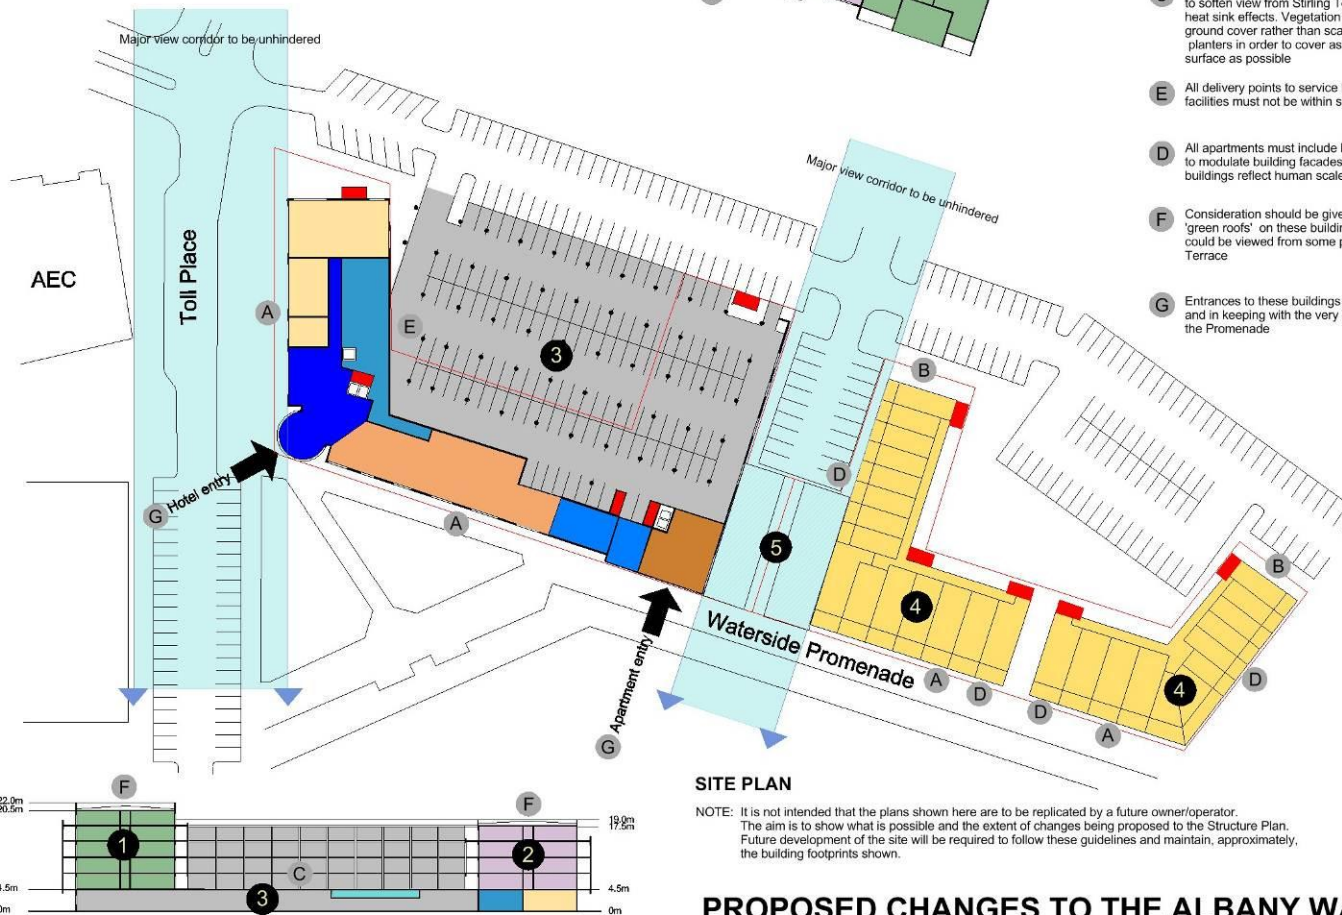 to soften view from Stirling
heat sink effects. Vegetation
ground cover rather than
planters in order to cover as
surface as possible
E All delivery points to service
facilities must not be within
D All apartments must include
to modulate building facades
buildings reflect human scale
F Consideration should be
'green roofs' on these
could be viewed from some
Terrace
G Entrances to these buildings
and in keeping with the very
the Promenade
Major view corridor to be unhindered
Major view corridor to be unhindered
AEC
Toll Place
A
E
3
B
D
G Hotel entry
A
5
4
B
Waterside Promenade
A
D
D
A
4
D
G Apartment entry
F
22.0m
20.5m
1
C
3
4.5m
0m
F
19.0m
17.5m
2
4.5m
0m
SITE PLAN
NOTE: It is not intended that the plans shown here are to be replicated by a future owner/operator.
The aim is to show what is possible and the extent of changes being proposed to the Structure Plan.
Future development of the site will be required to follow these guidelines and maintain, approximately,
the building footprints shown.
PROPOSED CHANGES TO THE ALBANY